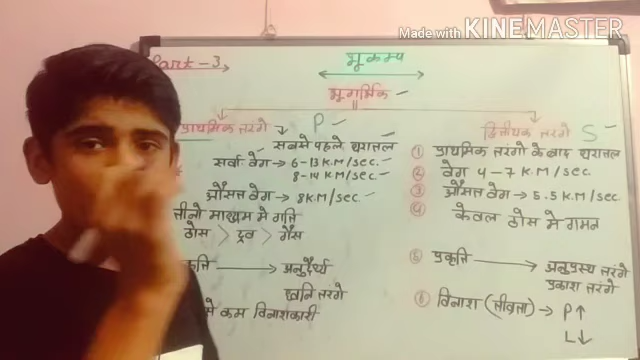 Made with KINEMASTER
Part-3
भूकम्प
भूगर्भिक
प्राथमिक तरंगे P
सबसे पहले धरातल
सर्वा० वेग → 6-13 K.M/sec.
8-14 K.M/sec.
औसत वेग → 8 K.M/sec.
तीनो माध्यम मे गति
ठोस > द्रव > गैस
कृत्ति → अनुदैर्ध्य
ध्वनि तरंगे
से कम विनाशकारी
द्वितीयक तरंगे S
① प्राथमिक तरंगो के बाद धरातल
② वेग 4-7 K.M/sec.
③ औसत वेग → 5.5 K.M/sec
④ केवल ठोस मे गमन
⑤ प्रकृति → अनुप्रस्थ तरंगे
प्रकाश तरंगे
⑥ विनाश (तीव्रता) → P↑
L↓